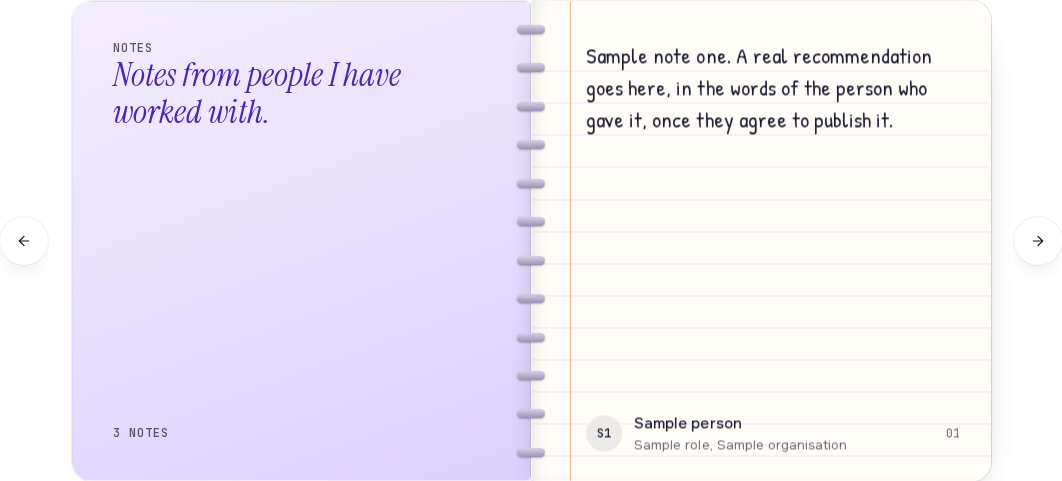 NOTES
Notes from people I have
worked with.
3 NOTES
Sample note one. A real recommendation
goes here, in the words of the person who
gave it, once they agree to publish it.
S1
Sample person
Sample role, Sample organisation
01